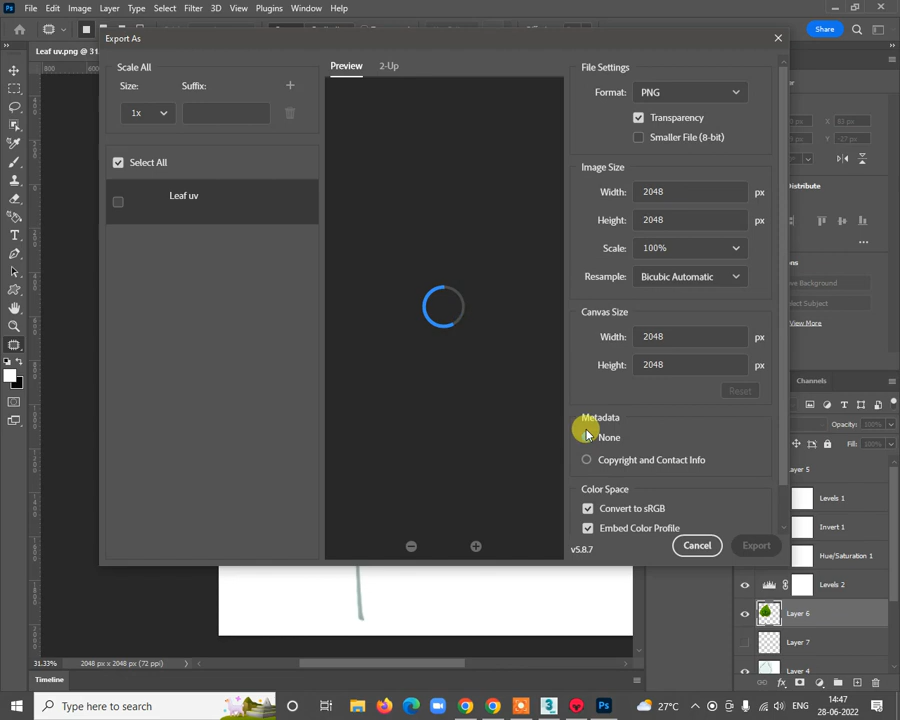 File Edit Image Layer Type Select Filter 3D View Plugins Window Help
Share
Leaf uv.png @ 31
Export As
Scale All
Size: Suffix:
1x
Select All
Leaf uv
Preview 2-Up
File Settings
Format: PNG
Transparency
Smaller File (8-bit)
Image Size
Width: 2048 px
Height: 2048 px
Scale: 100%
Resample: Bicubic Automatic
Canvas Size
Width: 2048 px
Height: 2048 px
Reset
Metadata
None
Copyright and Contact Info
Color Space
Convert to sRGB
Embed Color Profile
v5.8.7
Cancel Export
Distribute
View More
Channels
Opacity: 100%
Fill: 100%
Layer 5
Levels 1
Invert 1
Hue/Saturation 1
Levels 2
Layer 6
Layer 7
Layer 4
31.33% 2048 px x 2048 px (72 ppi)
Timeline
Type here to search
27°C
ENG
14:47
28-06-2022